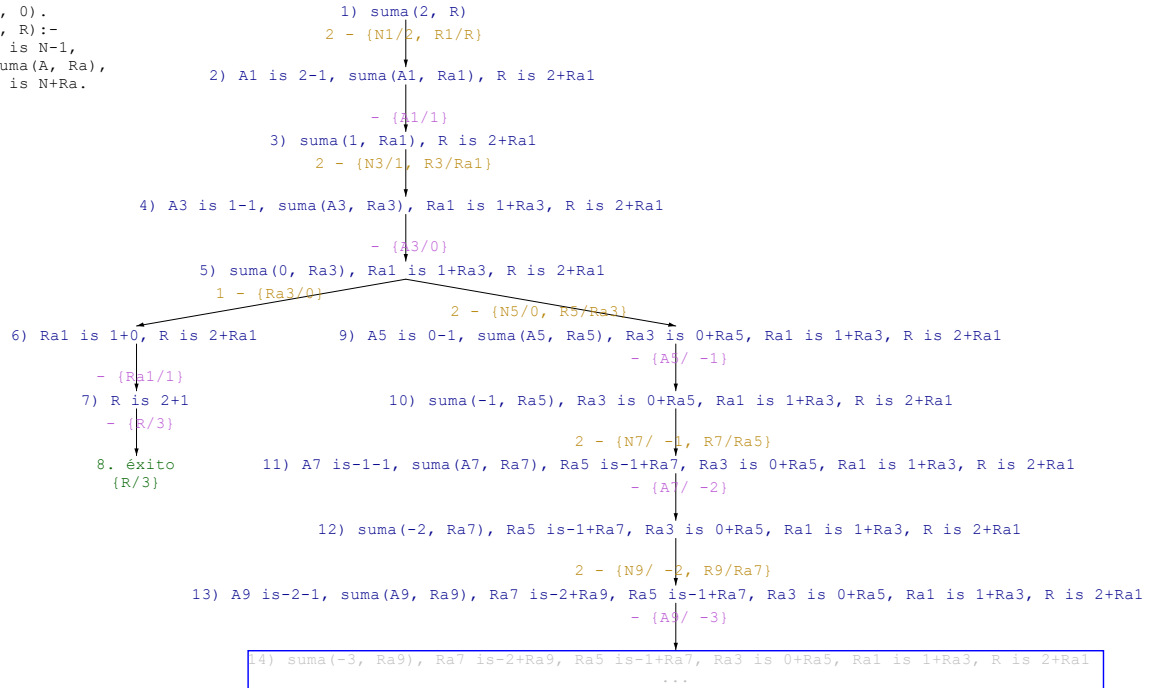 , 0).
, R):-
is N-1,
uma(A, Ra),
is N+Ra.
1) suma(2, R)
2 - {N1/2, R1/R}
2) A1 is 2-1, suma(A1, Ra1), R is 2+Ra1
- {A1/1}
3) suma(1, Ra1), R is 2+Ra1
2 - {N3/1, R3/Ra1}
4) A3 is 1-1, suma(A3, Ra3), Ra1 is 1+Ra3, R is 2+Ra1
- {A3/0}
5) suma(0, Ra3), Ra1 is 1+Ra3, R is 2+Ra1
1 - {Ra3/0}
2 - {N5/0, R5/Ra3}
6) Ra1 is 1+0, R is 2+Ra1
9) A5 is 0-1, suma(A5, Ra5), Ra3 is 0+Ra5, Ra1 is 1+Ra3, R is 2+Ra1
- {Ra1/1}
- {A5/ -1}
7) R is 2+1
10) suma(-1, Ra5), Ra3 is 0+Ra5, Ra1 is 1+Ra3, R is 2+Ra1
- {R/3}
2 - {N7/ -1, R7/Ra5}
8. éxito
{R/3}
11) A7 is-1-1, suma(A7, Ra7), Ra5 is-1+Ra7, Ra3 is 0+Ra5, Ra1 is 1+Ra3, R is 2+Ra1
- {A7/ -2}
12) suma(-2, Ra7), Ra5 is-1+Ra7, Ra3 is 0+Ra5, Ra1 is 1+Ra3, R is 2+Ra1
2 - {N9/ -2, R9/Ra7}
13) A9 is-2-1, suma(A9, Ra9), Ra7 is-2+Ra9, Ra5 is-1+Ra7, Ra3 is 0+Ra5, Ra1 is 1+Ra3, R is 2+Ra1
- {A9/ -3}
14) suma(-3, Ra9), Ra7 is-2+Ra9, Ra5 is-1+Ra7, Ra3 is 0+Ra5, Ra1 is 1+Ra3, R is 2+Ra1
...